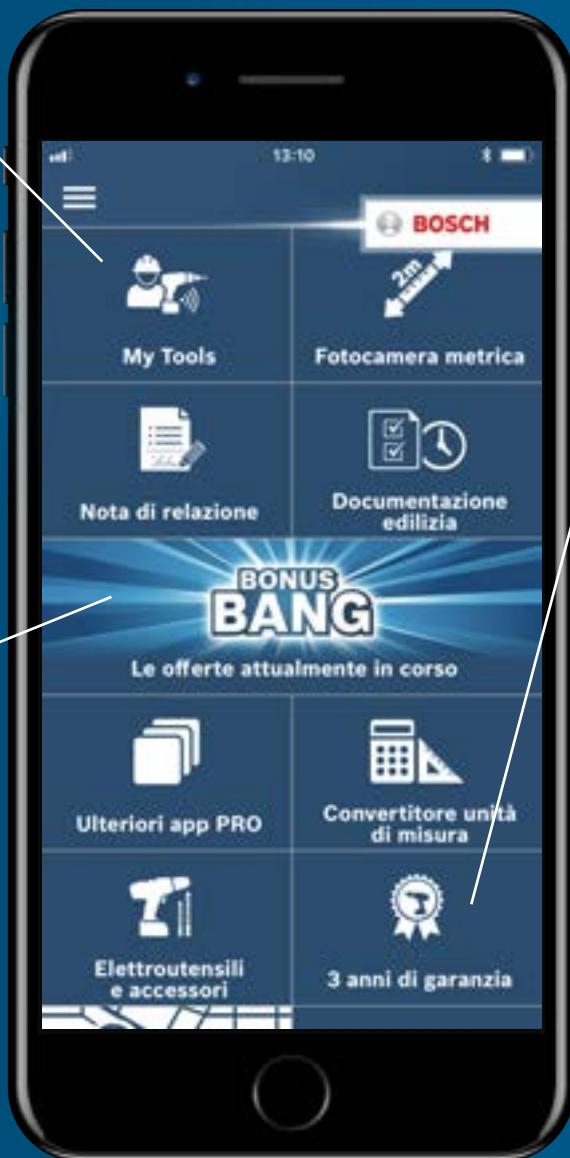 13:10
BOSCH
2m
My Tools
Fotocamera metrica
Nota di relazione
Documentazione
edilizia
BONUS
BANG
Le offerte attualmente in corso
Ulteriori app PRO
Convertitore unità
di misura
Elettroutensili
e accessori
3 anni di garanzia